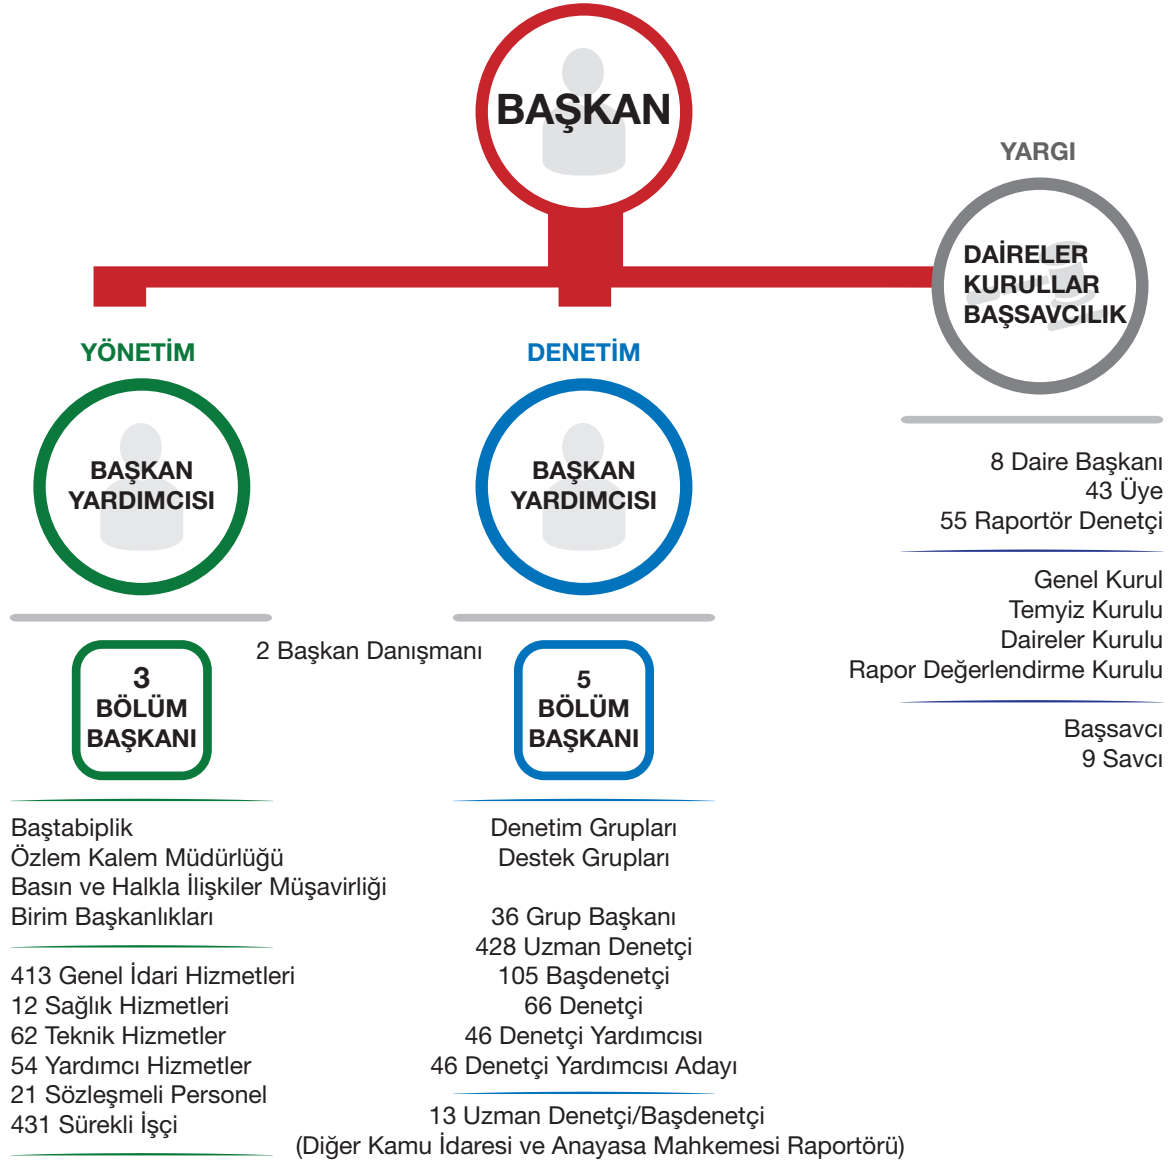 BAŞKAN
YARGI
DAİRELER
KURULLAR
BAŞSAVCILIK
8 Daire Başkanı
43 Üye
55 Raportör Denetçi
Genel Kurul
Temyiz Kurulu
Daireler Kurulu
Rapor Değerlendirme Kurulu
Başsavcı
9 Savcı
YÖNETİM
BAŞKAN
YARDIMCISI
3
BÖLÜM
BAŞKANI
Baştabiplik
Özlem Kalem Müdürlüğü
Basın ve Halkla İlişkiler Müşavirliği
Birim Başkanlıkları
413 Genel İdari Hizmetleri
12 Sağlık Hizmetleri
62 Teknik Hizmetler
54 Yardımcı Hizmetler
21 Sözleşmeli Personel
431 Sürekli İşçi
2 Başkan Danışmanı
DENETİM
BAŞKAN
YARDIMCISI
5
BÖLÜM
BAŞKANI
Denetim Grupları
Destek Grupları
36 Grup Başkanı
428 Uzman Denetçi
105 Başdenetçi
66 Denetçi
46 Denetçi Yardımcısı
46 Denetçi Yardımcısı Adayı
13 Uzman Denetçi/Başdenetçi
(Diğer Kamu İdaresi ve Anayasa Mahkemesi Raportörü)